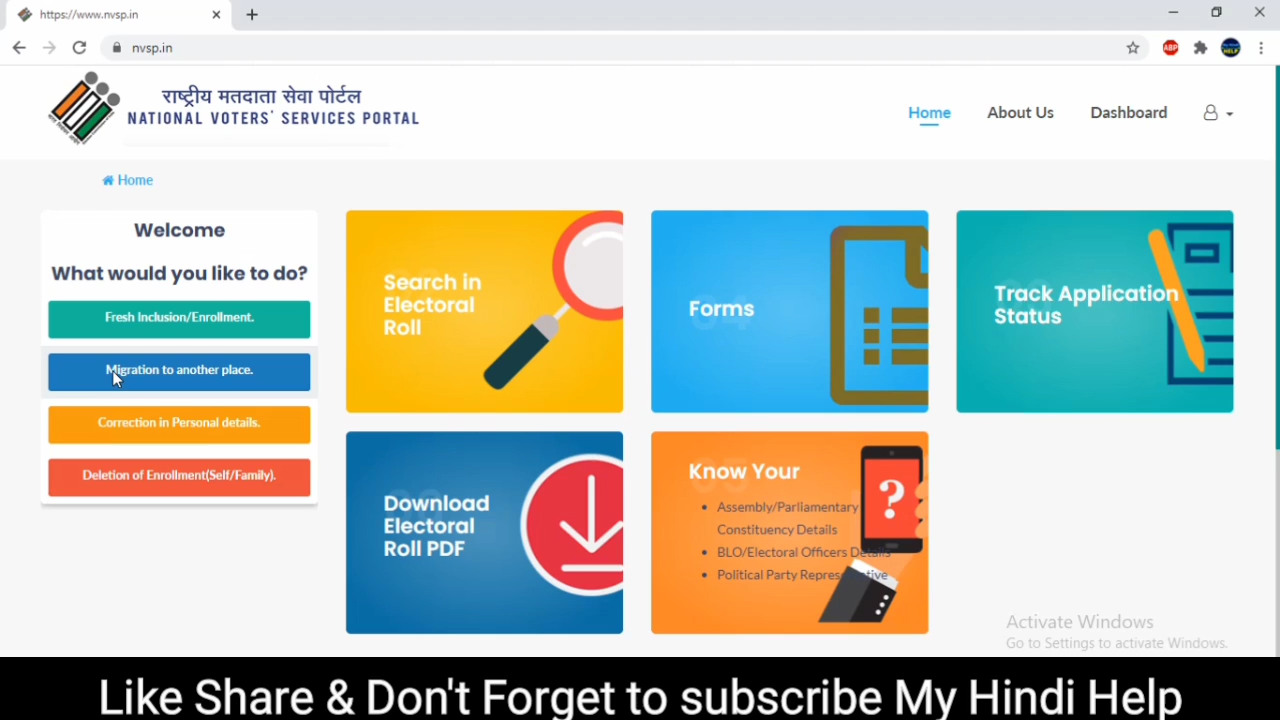 https://www.nvsp.in
nvsp.in
ABP
राष्ट्रीय मतदाता सेवा पोर्टल
NATIONAL VOTERS' SERVICES PORTAL
Home
About Us
Dashboard
Home
Welcome
What would you like to do?
Fresh Inclusion/Enrollment.
Migration to another place.
Correction in Personal details.
Deletion of Enrollment(Self/Family).
Search in
Electoral
Roll
Forms
Track Application
Status
Download
Electoral
Roll PDF
Know Your
Assembly/Parliamentary
Constituency Details
BLO/Electoral Officers Details
Political Party Representative
?
Activate Windows
Go to Settings to activate Windows.
Like Share & Don't Forget to subscribe My Hindi Help